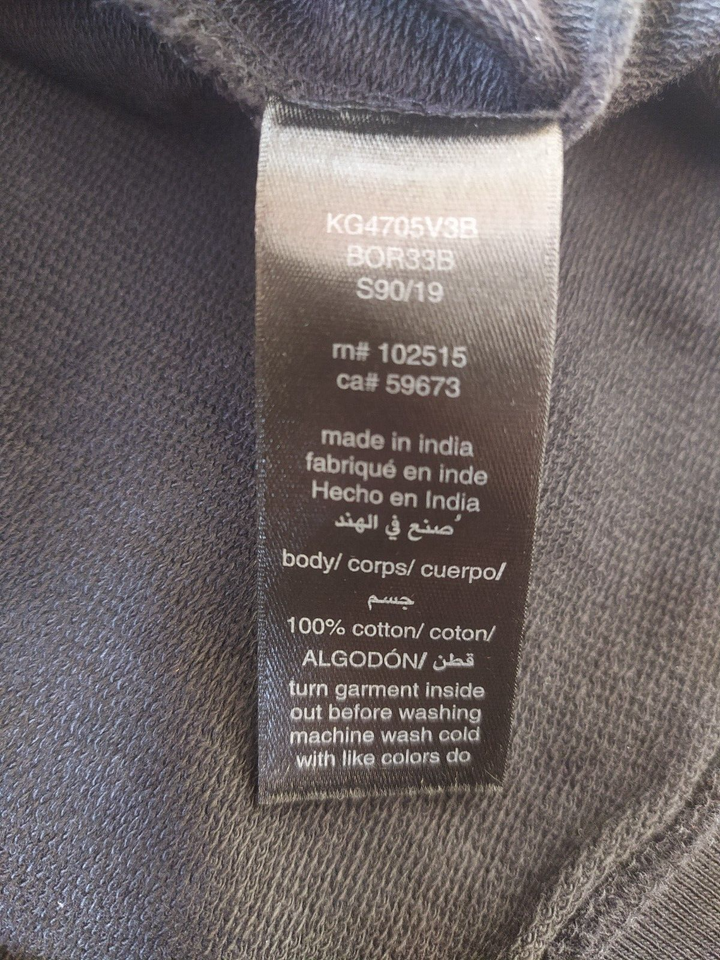 KG4705V3B
BOR33B
S90/19
rn# 102515
ca# 59673
made in india
fabriqué en inde
Hecho en India
صُنع في الهند
body/ corps/ cuerpo/
جسم
100% cotton/ coton/
ALGODÓN/ قطن
turn garment inside
out before washing
machine wash cold
with like colors do